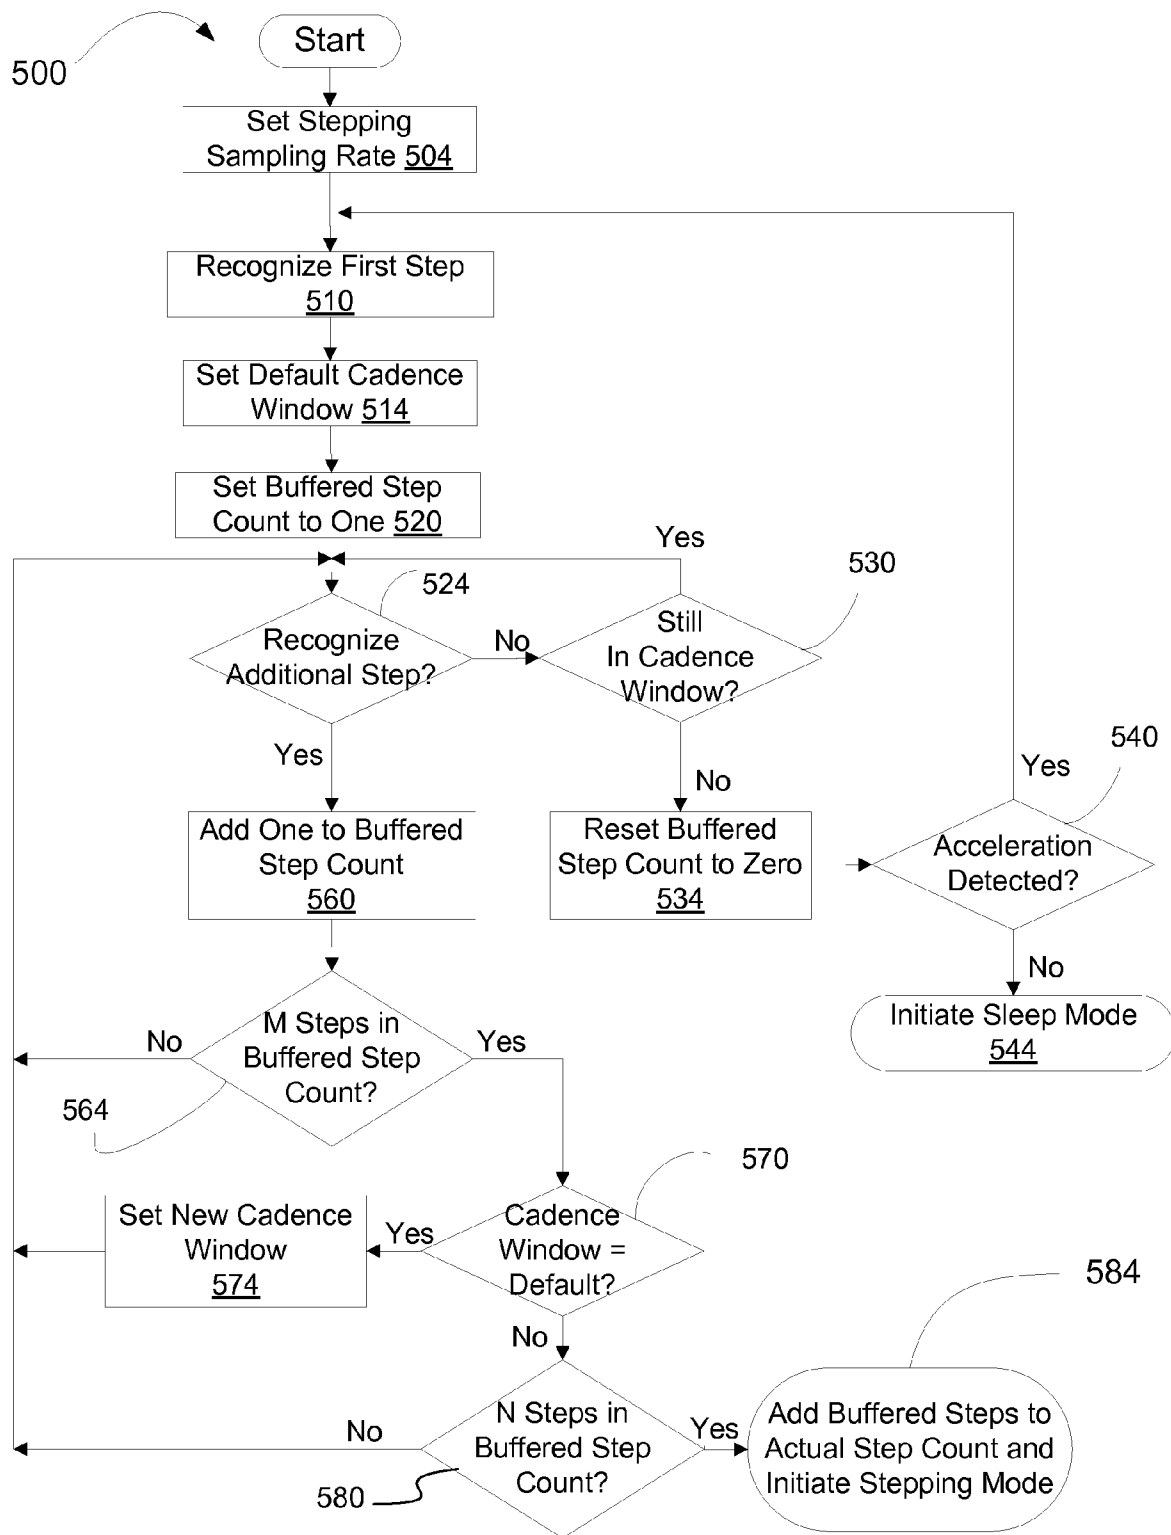 500
Start
Set Stepping
Sampling Rate 504
Recognize First Step
510
Set Default Cadence
Window 514
Set Buffered Step
Count to One 520
Yes
530
524
Recognize
Additional Step?
No
Still
In Cadence
Window?
Yes
No
540
Yes
Add One to Buffered
Step Count
560
Reset Buffered
Step Count to Zero
534
Acceleration
Detected?
No
Initiate Sleep Mode
544
No
M Steps in
Buffered Step
Count?
Yes
564
570
Set New Cadence
Window
574
Yes
Cadence
Window =
Default?
No
584
No
N Steps in
Buffered Step
Count?
Yes
580
Add Buffered Steps to
Actual Step Count and
Initiate Stepping Mode